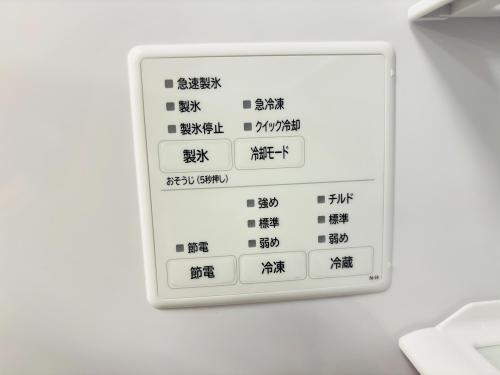 急速製氷
製氷 急冷凍
製氷停止 クイック冷却
製氷 冷却モード
おそうじ (5秒押し)
強め チルド
標準 標準
節電 弱め 弱め
節電 冷凍 冷蔵